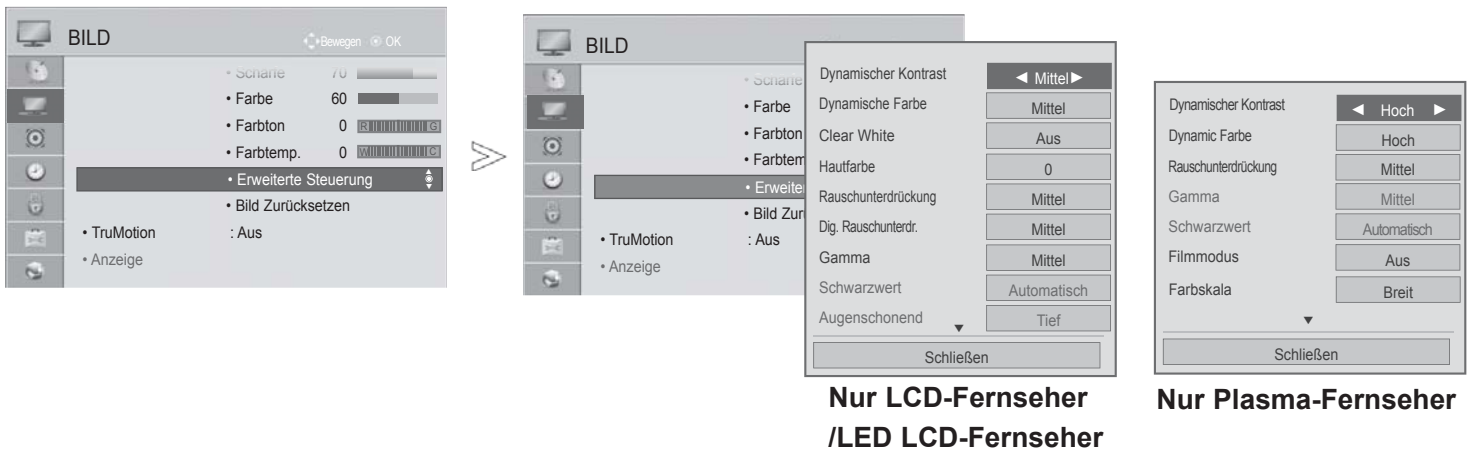 BILD
Bewegen OK
• Schärfe 70
• Farbe 60
• Farbton 0 R G
• Farbtemp. 0 W C
• Erweiterte Steuerung
• Bild Zurücksetzen
• TruMotion : Aus
• Anzeige
BILD
• Schärfe
• Farbe
• Farbton
• Farbtem
• Erweite
• Bild Zur
• TruMotion : Aus
• Anzeige
Dynamischer Kontrast ◄ Mittel►
Dynamische Farbe Mittel
Clear White Aus
Hautfarbe 0
Rauschunterdrückung Mittel
Dig. Rauschunterdr. Mittel
Gamma Mittel
Schwarzwert Automatisch
Augenschonend Tief
▼
Schließen
Nur LCD-Fernseher
/LED LCD-Fernseher
Dynamischer Kontrast ◄ Hoch ►
Dynamic Farbe Hoch
Rauschunterdrückung Mittel
Gamma Mittel
Schwarzwert Automatisch
Filmmodus Aus
Farbskala Breit
▼
Schließen
Nur Plasma-Fernseher